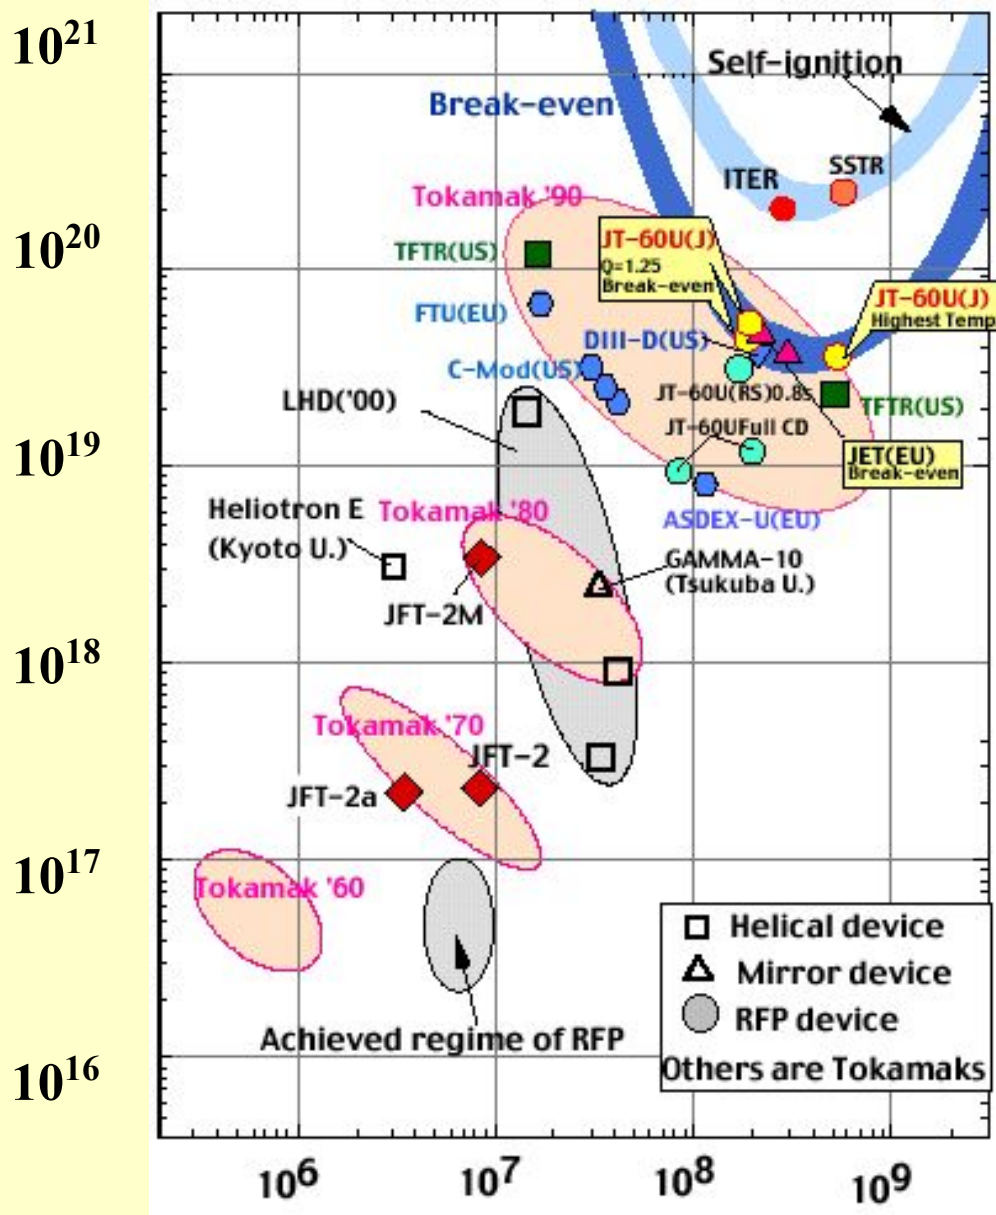 10²¹
Self-ignition
Break-even
ITER
SSTR
Tokamak '90
10²⁰
TFTR(US)
JT-60U(J)
Q=1.25
Break-even
JT-60U(J)
Highest Temp
FTU(EU)
DIII-D(US)
C-Mod(US)
JT-60U(RS)0.8s
LHD('00)
TFTR(US)
JT-60UFull CD
10¹⁹
JET(EU)
Break-even
Heliotron E
(Kyoto U.)
Tokamak '80
ASDEX-U(EU)
GAMMA-10
(Tsukuba U.)
JFT-2M
10¹⁸
Tokamak '70
JFT-2
JFT-2a
10¹⁷
Tokamak '60
Helical device
Mirror device
RFP device
Others are Tokamaks
Achieved regime of RFP
10¹⁶
10⁶
10⁷
10⁸
10⁹